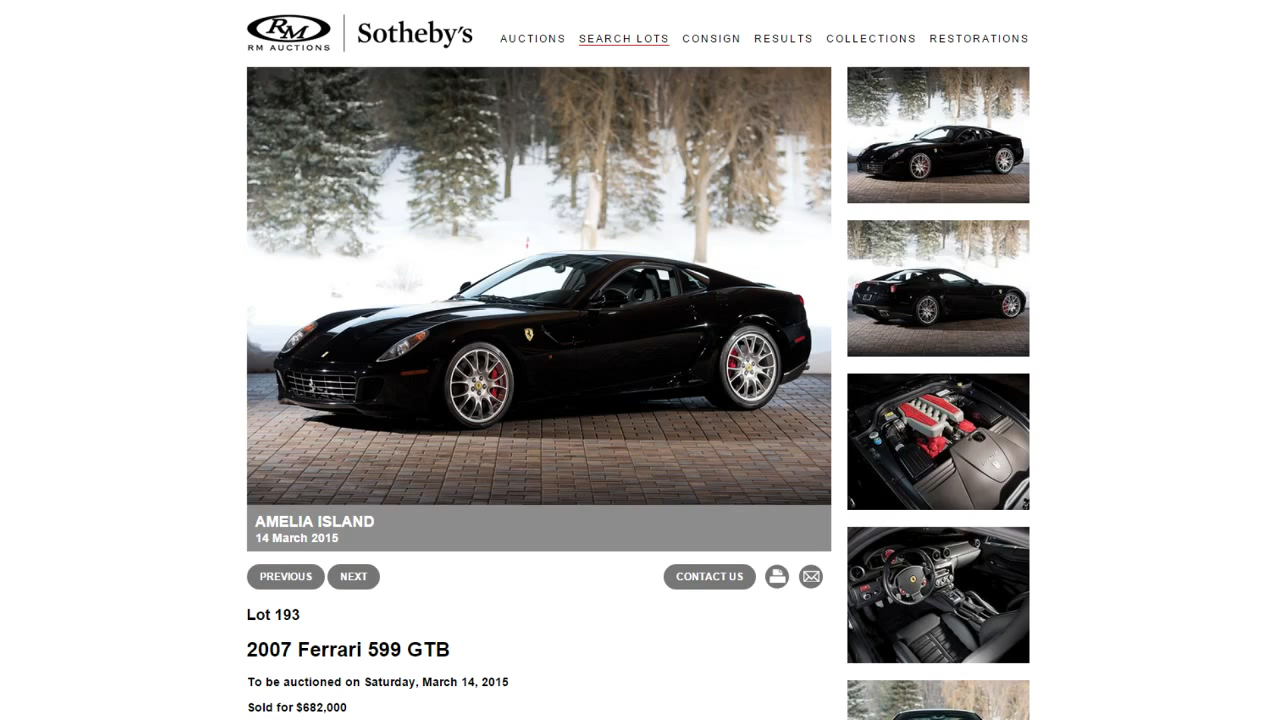 RM
RM AUCTIONS
Sotheby's
AUCTIONS SEARCH LOTS CONSIGN RESULTS COLLECTIONS RESTORATIONS
AMELIA ISLAND
14 March 2015
PREVIOUS NEXT CONTACT US
Lot 193
2007 Ferrari 599 GTB
To be auctioned on Saturday, March 14, 2015
Sold for $682,000